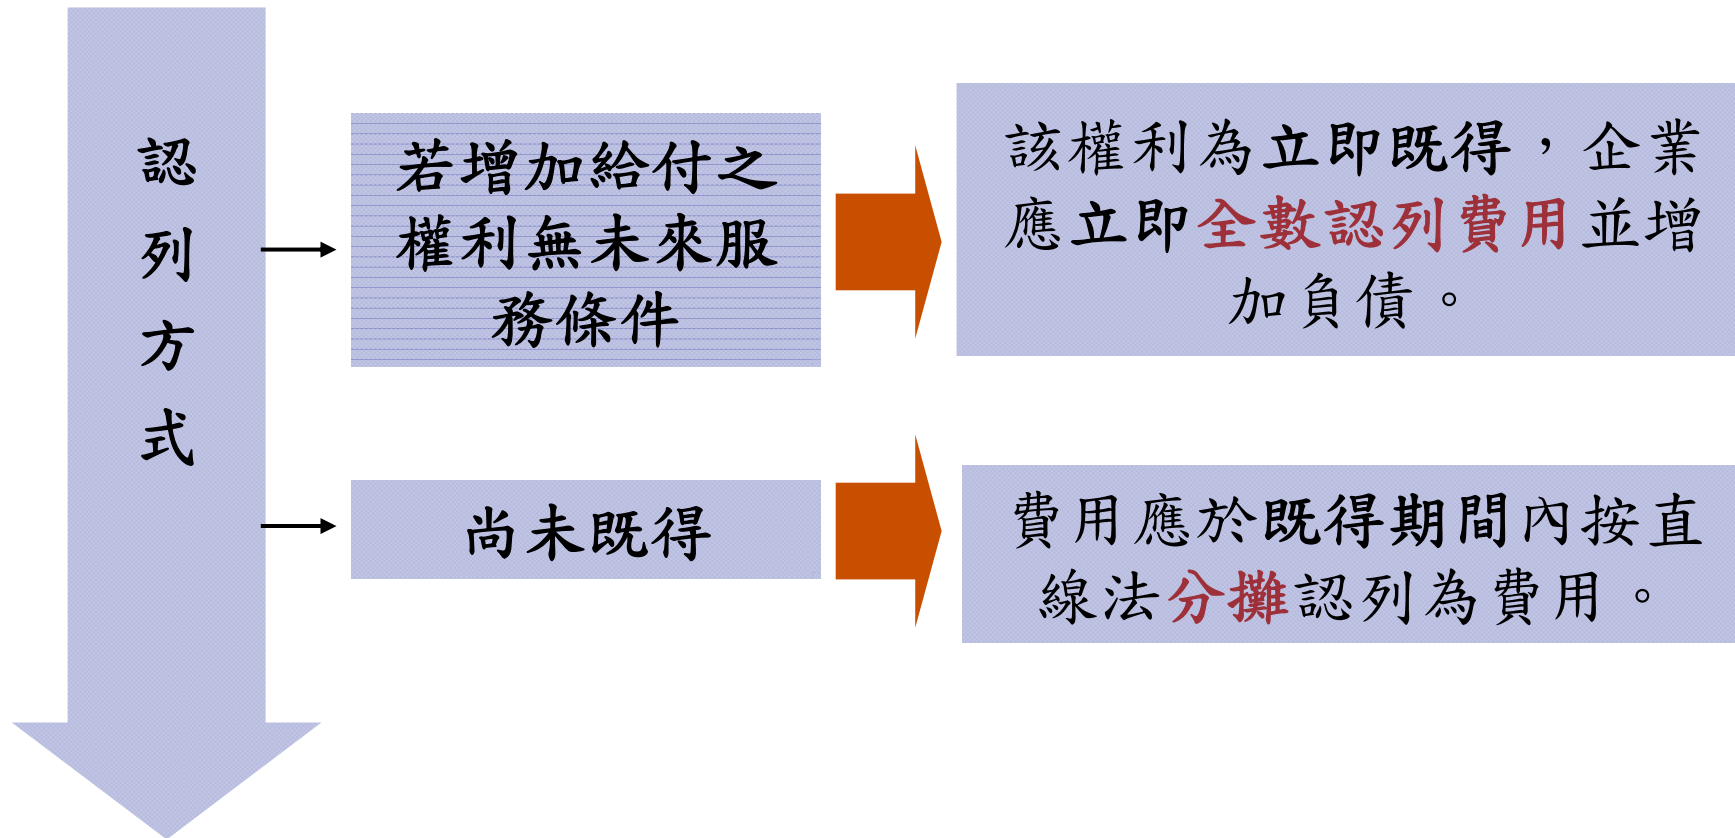 認
列
方
式
若增加給付之
權利無未來服
務條件
該權利為立即既得，企業
應立即全數認列費用並增
加負債。
尚未既得
費用應於既得期間內按直
線法分攤認列為費用。